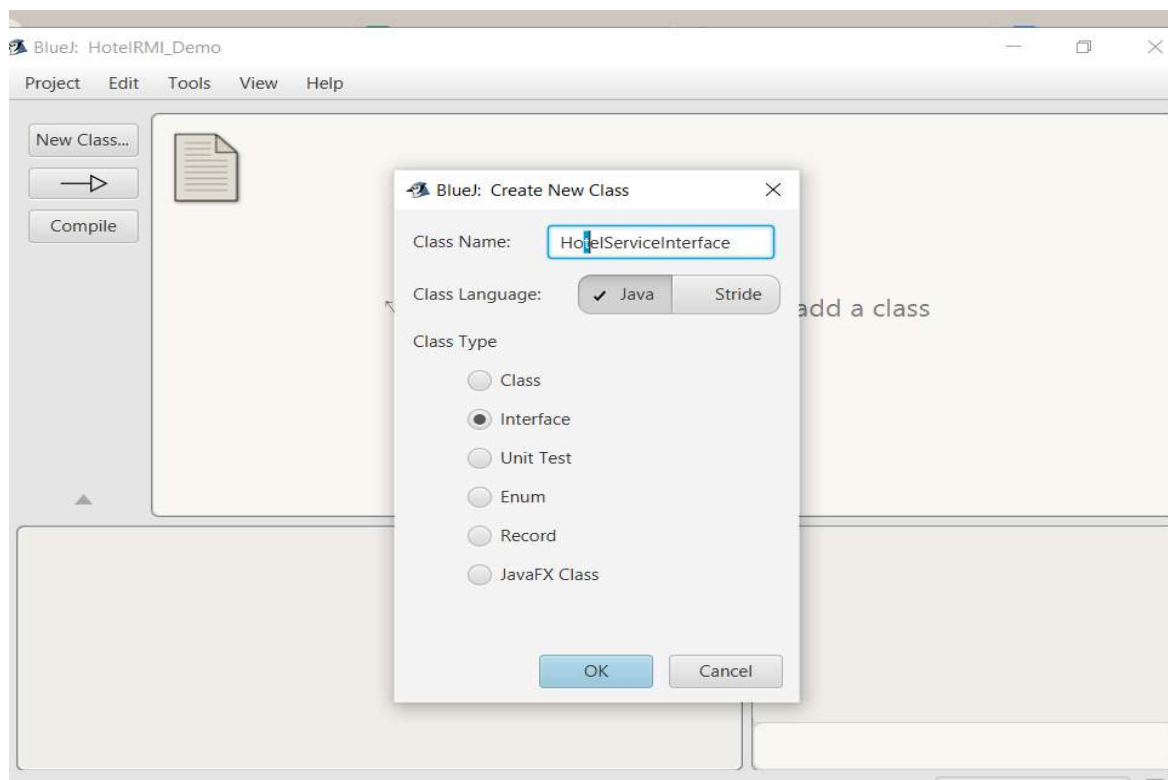 BlueJ: HotelRMI_Demo
Project Edit Tools View Help
New Class...
Compile
add a class
BlueJ: Create New Class
Class Name: HotelServiceInterface
Class Language: Java Stride
Class Type
Class
Interface
Unit Test
Enum
Record
JavaFX Class
OK Cancel